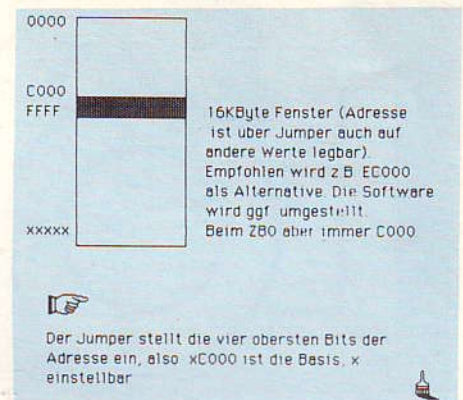 0000
C000
FFFF
16KByte Fenster (Adresse
ist uber Jumper auch auf
andere Werte legbar).
Empfohlen wird z.B. EC000
als Alternative. Die Software
wird ggf. umgestellt.
xxxxx
Beim Z80 aber immer C000
Der Jumper stellt die vier obersten Bits der
Adresse ein, also xC000 ist die Basis, x
einstellbar